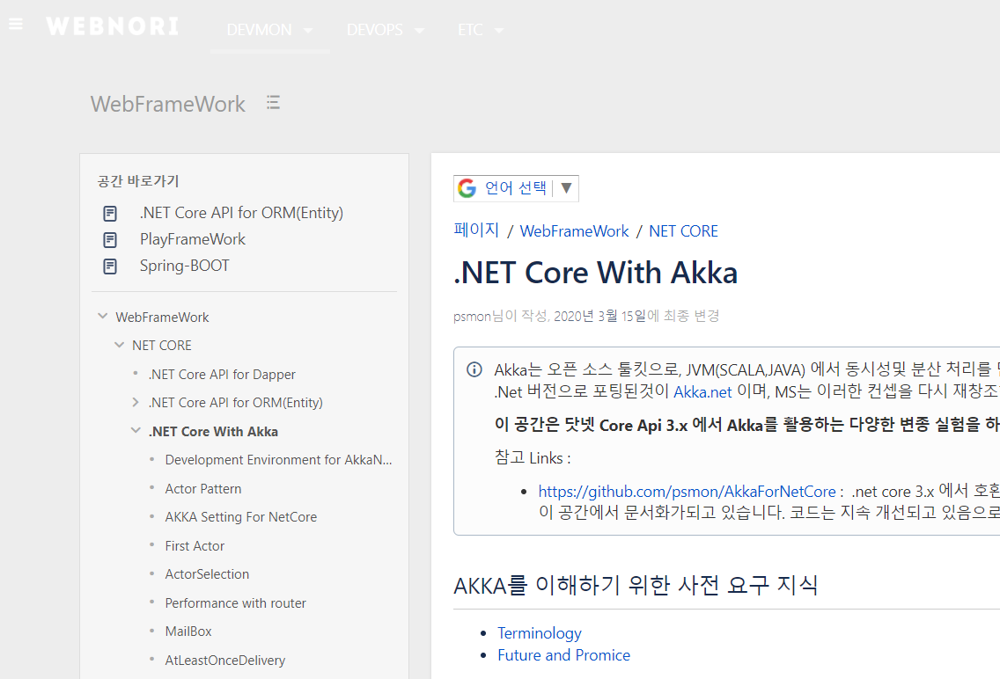 WEBNORI
DEVMON
DEVOPS
ETC
WebFrameWork
공간 바로가기
.NET Core API for ORM(Entity)
PlayFrameWork
Spring-BOOT
WebFrameWork
NET CORE
.NET Core API for Dapper
.NET Core API for ORM(Entity)
.NET Core With Akka
Development Environment for AkkaN...
Actor Pattern
AKKA Setting For NetCore
First Actor
ActorSelection
Performance with router
MailBox
AtLeastOnceDelivery
언어 선택 ▼
페이지 / WebFrameWork / NET CORE
.NET Core With Akka
psmon님이 작성, 2020년 3월 15일에 최종 변경
Akka는 오픈 소스 툴킷으로, JVM(SCALA,JAVA) 에서 동시성및 분산 처리를
.Net 버전으로 포팅된것이 Akka.net 이며, MS는 이러한 컨셉을 다시 재창조
이 공간은 닷넷 Core Api 3.x 에서 Akka를 활용하는 다양한 변종 실험을 하
참고 Links :
https://github.com/psmon/AkkaForNetCore : .net core 3.x 에서 호환
이 공간에서 문서화가되고 있습니다. 코드는 지속 개선되고 있음으로
AKKA를 이해하기 위한 사전 요구 지식
Terminology
Future and Promice